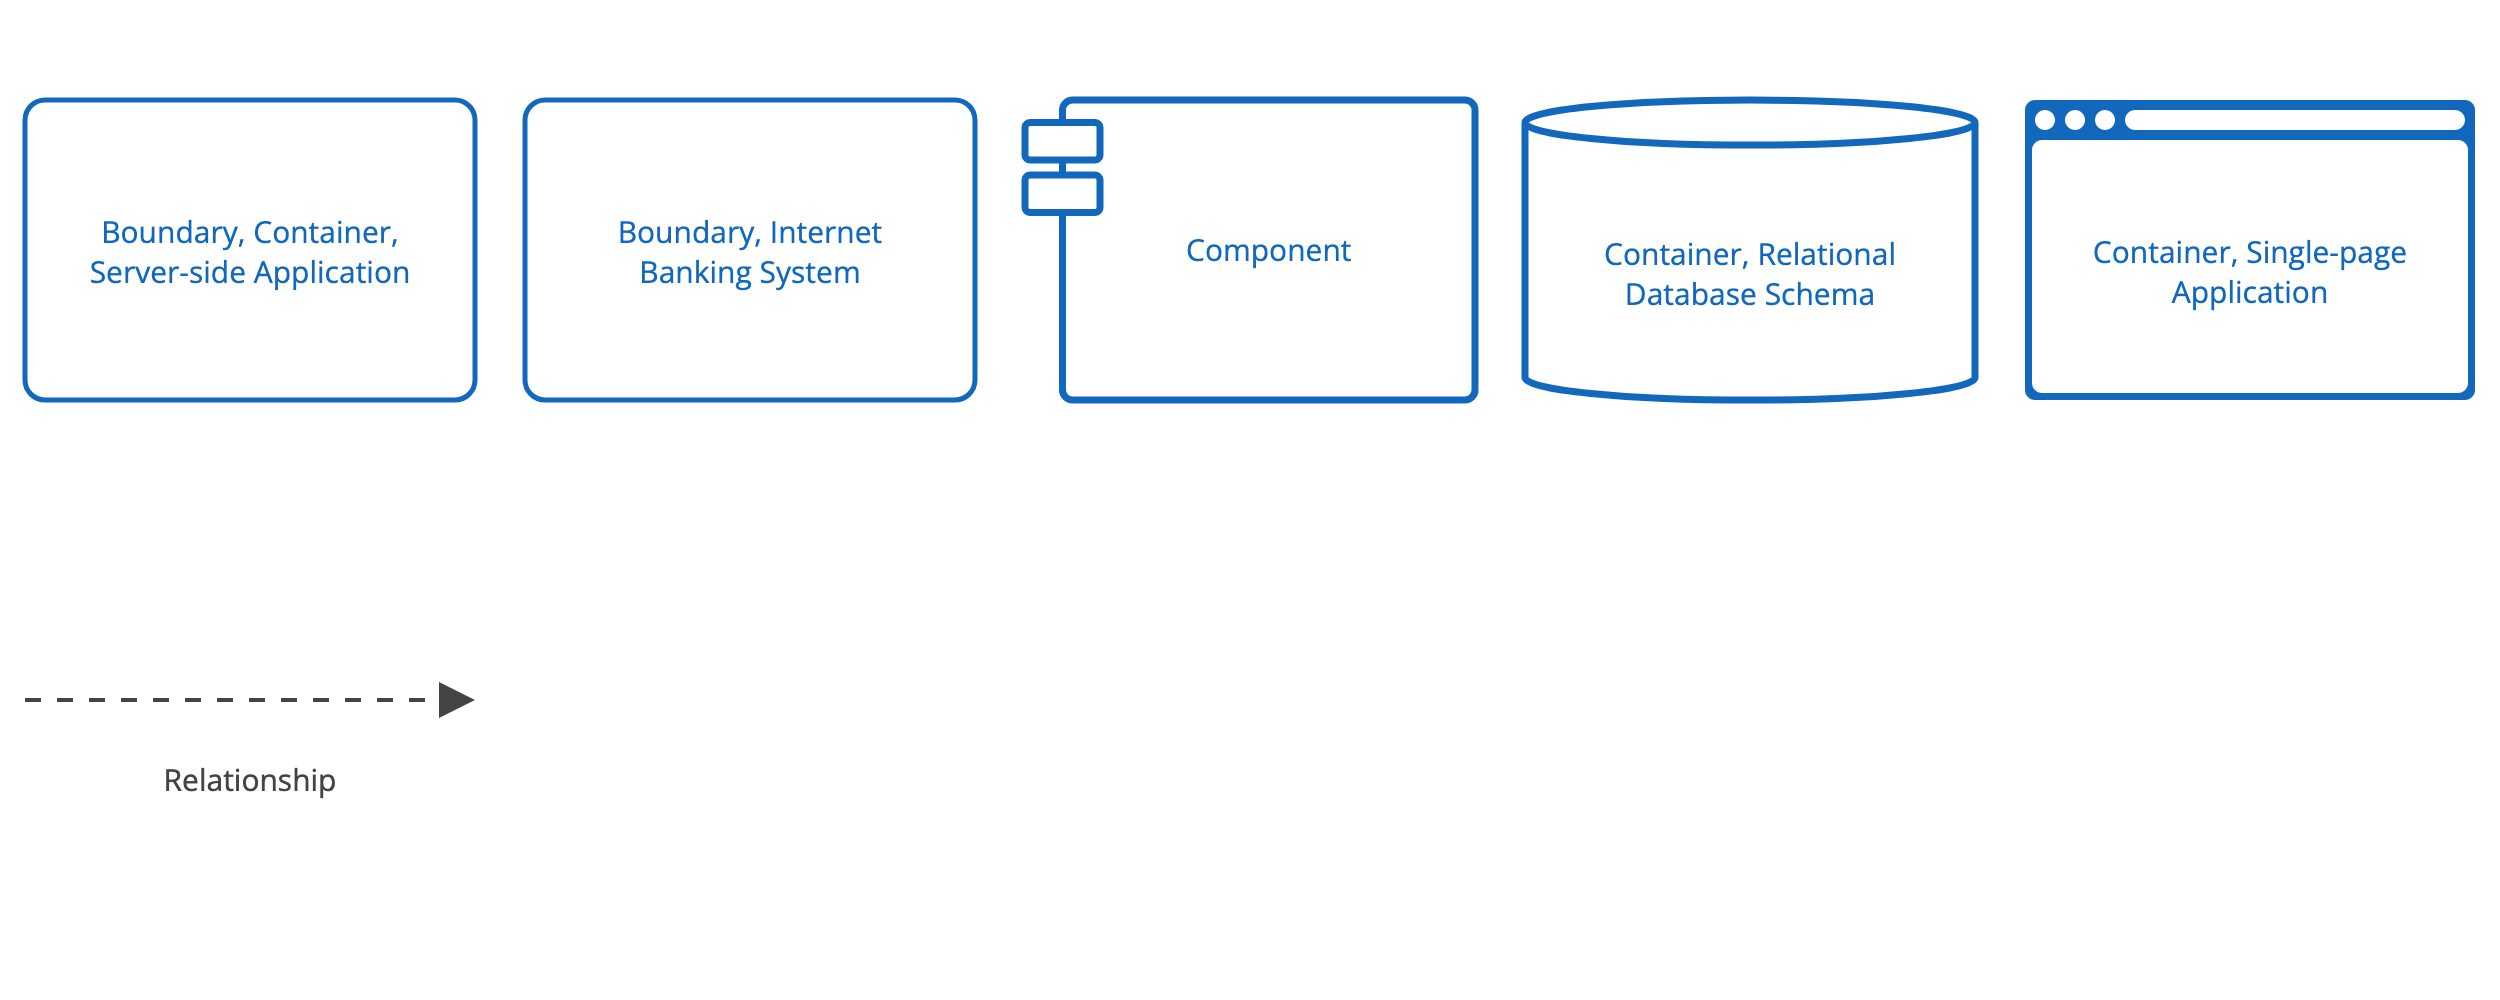 Boundary, Container,
Server-side Application
Boundary, Internet
Banking System
Component
Container, Relational
Database Schema
Container, Single-page
Application
Relationship